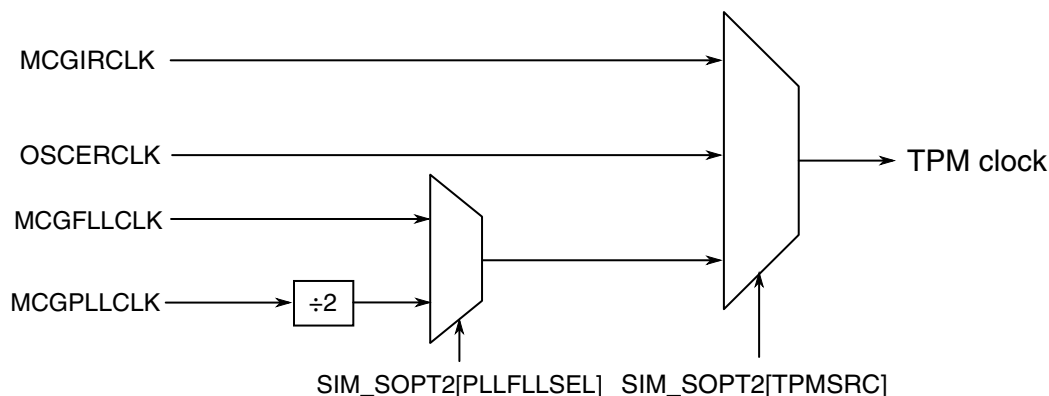 MCGIRCLK
OSCERCLK
TPM clock
MCGFLLCLK
MCGPLLCLK
÷2
SIM_SOPT2[PLLFLLSEL]
SIM_SOPT2[TPMSRC]